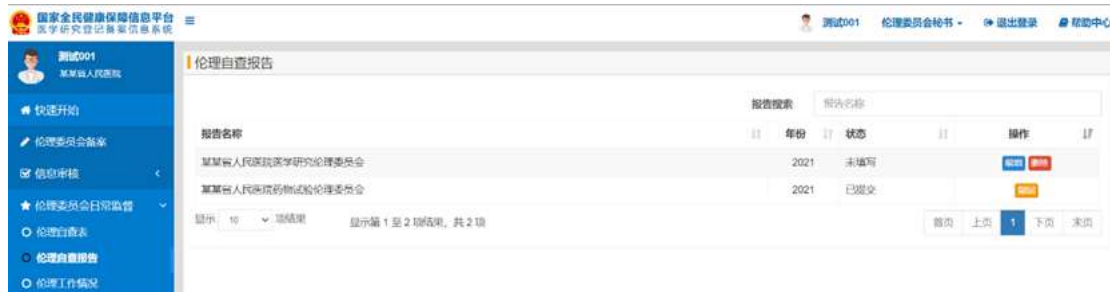 国家全民健康保障信息平台
医学研究登记备案信息系统
测试001 伦理委员会秘书 退出登录 帮助中心
测试001
某某省人民医院
伦理自查报告
快速开始
报告搜索 报告名称
伦理委员会备案
报告名称 年份 状态 操作
信息审核
某某省人民医院医学研究伦理委员会 2021 未填写 编辑 删除
某某省人民医院药物试验伦理委员会 2021 已提交
伦理委员会日常监督
显示 10 项结果 显示第 1 至 2 项结果，共 2 项 首页 上页 1 下页 末页
伦理自查表
伦理自查报告
伦理工作情况